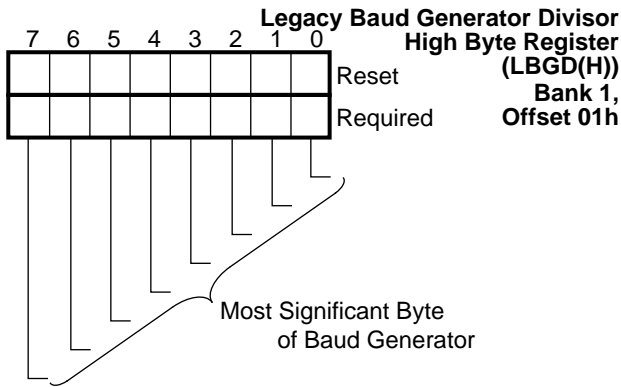 Legacy Baud Generator Divisor
High Byte Register
(LBGD(H))
Bank 1,
Offset 01h
7 6 5 4 3 2 1 0
Reset
Required
Most Significant Byte
of Baud Generator